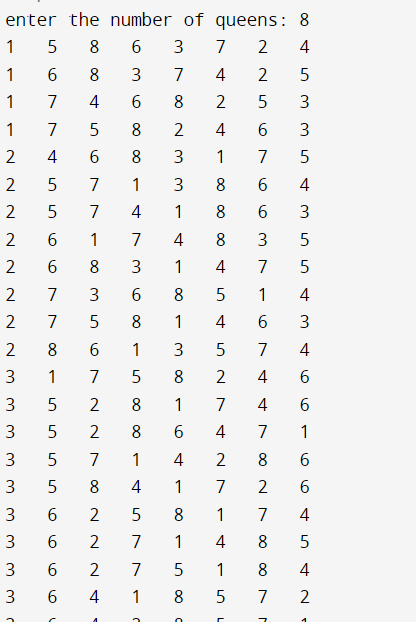 enter the number of queens: 8
1 5 8 6 3 7 2 4
1 6 8 3 7 4 2 5
1 7 4 6 8 2 5 3
1 7 5 8 2 4 6 3
2 4 6 8 3 1 7 5
2 5 7 1 3 8 6 4
2 5 7 4 1 8 6 3
2 6 1 7 4 8 3 5
2 6 8 3 1 4 7 5
2 7 3 6 8 5 1 4
2 7 5 8 1 4 6 3
2 8 6 1 3 5 7 4
3 1 7 5 8 2 4 6
3 5 2 8 1 7 4 6
3 5 2 8 6 4 7 1
3 5 7 1 4 2 8 6
3 5 8 4 1 7 2 6
3 6 2 5 8 1 7 4
3 6 2 7 1 4 8 5
3 6 2 7 5 1 8 4
3 6 4 1 8 5 7 2